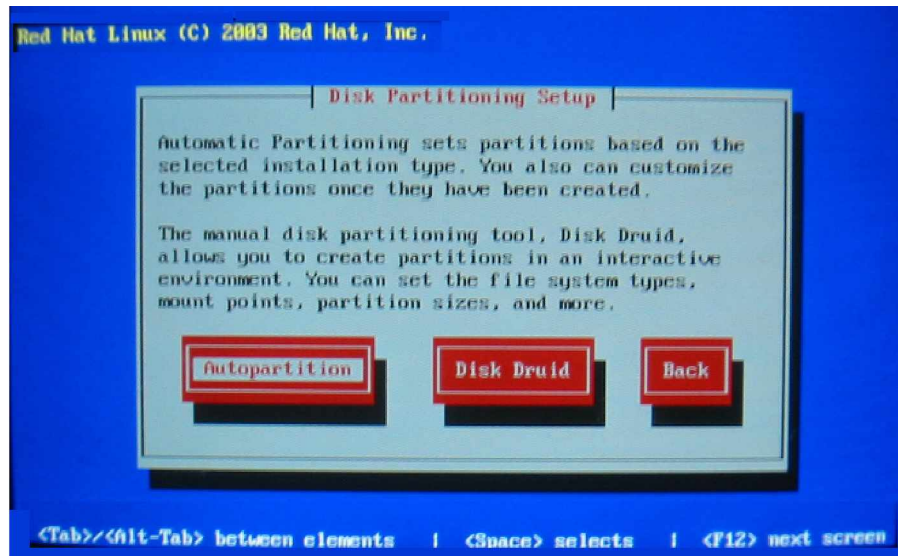 Red Hat Linux (C) 2003 Red Hat, Inc.
Disk Partitioning Setup
Automatic Partitioning sets partitions based on the
selected installation type. You also can customize
the partitions once they have been created.
The manual disk partitioning tool, Disk Druid,
allows you to create partitions in an interactive
environment. You can set the file system types,
mount points, partition sizes, and more.
Autopartition Disk Druid Back
<Tab>/<Alt-Tab> between elements | <Space> selects | <F12> next screen